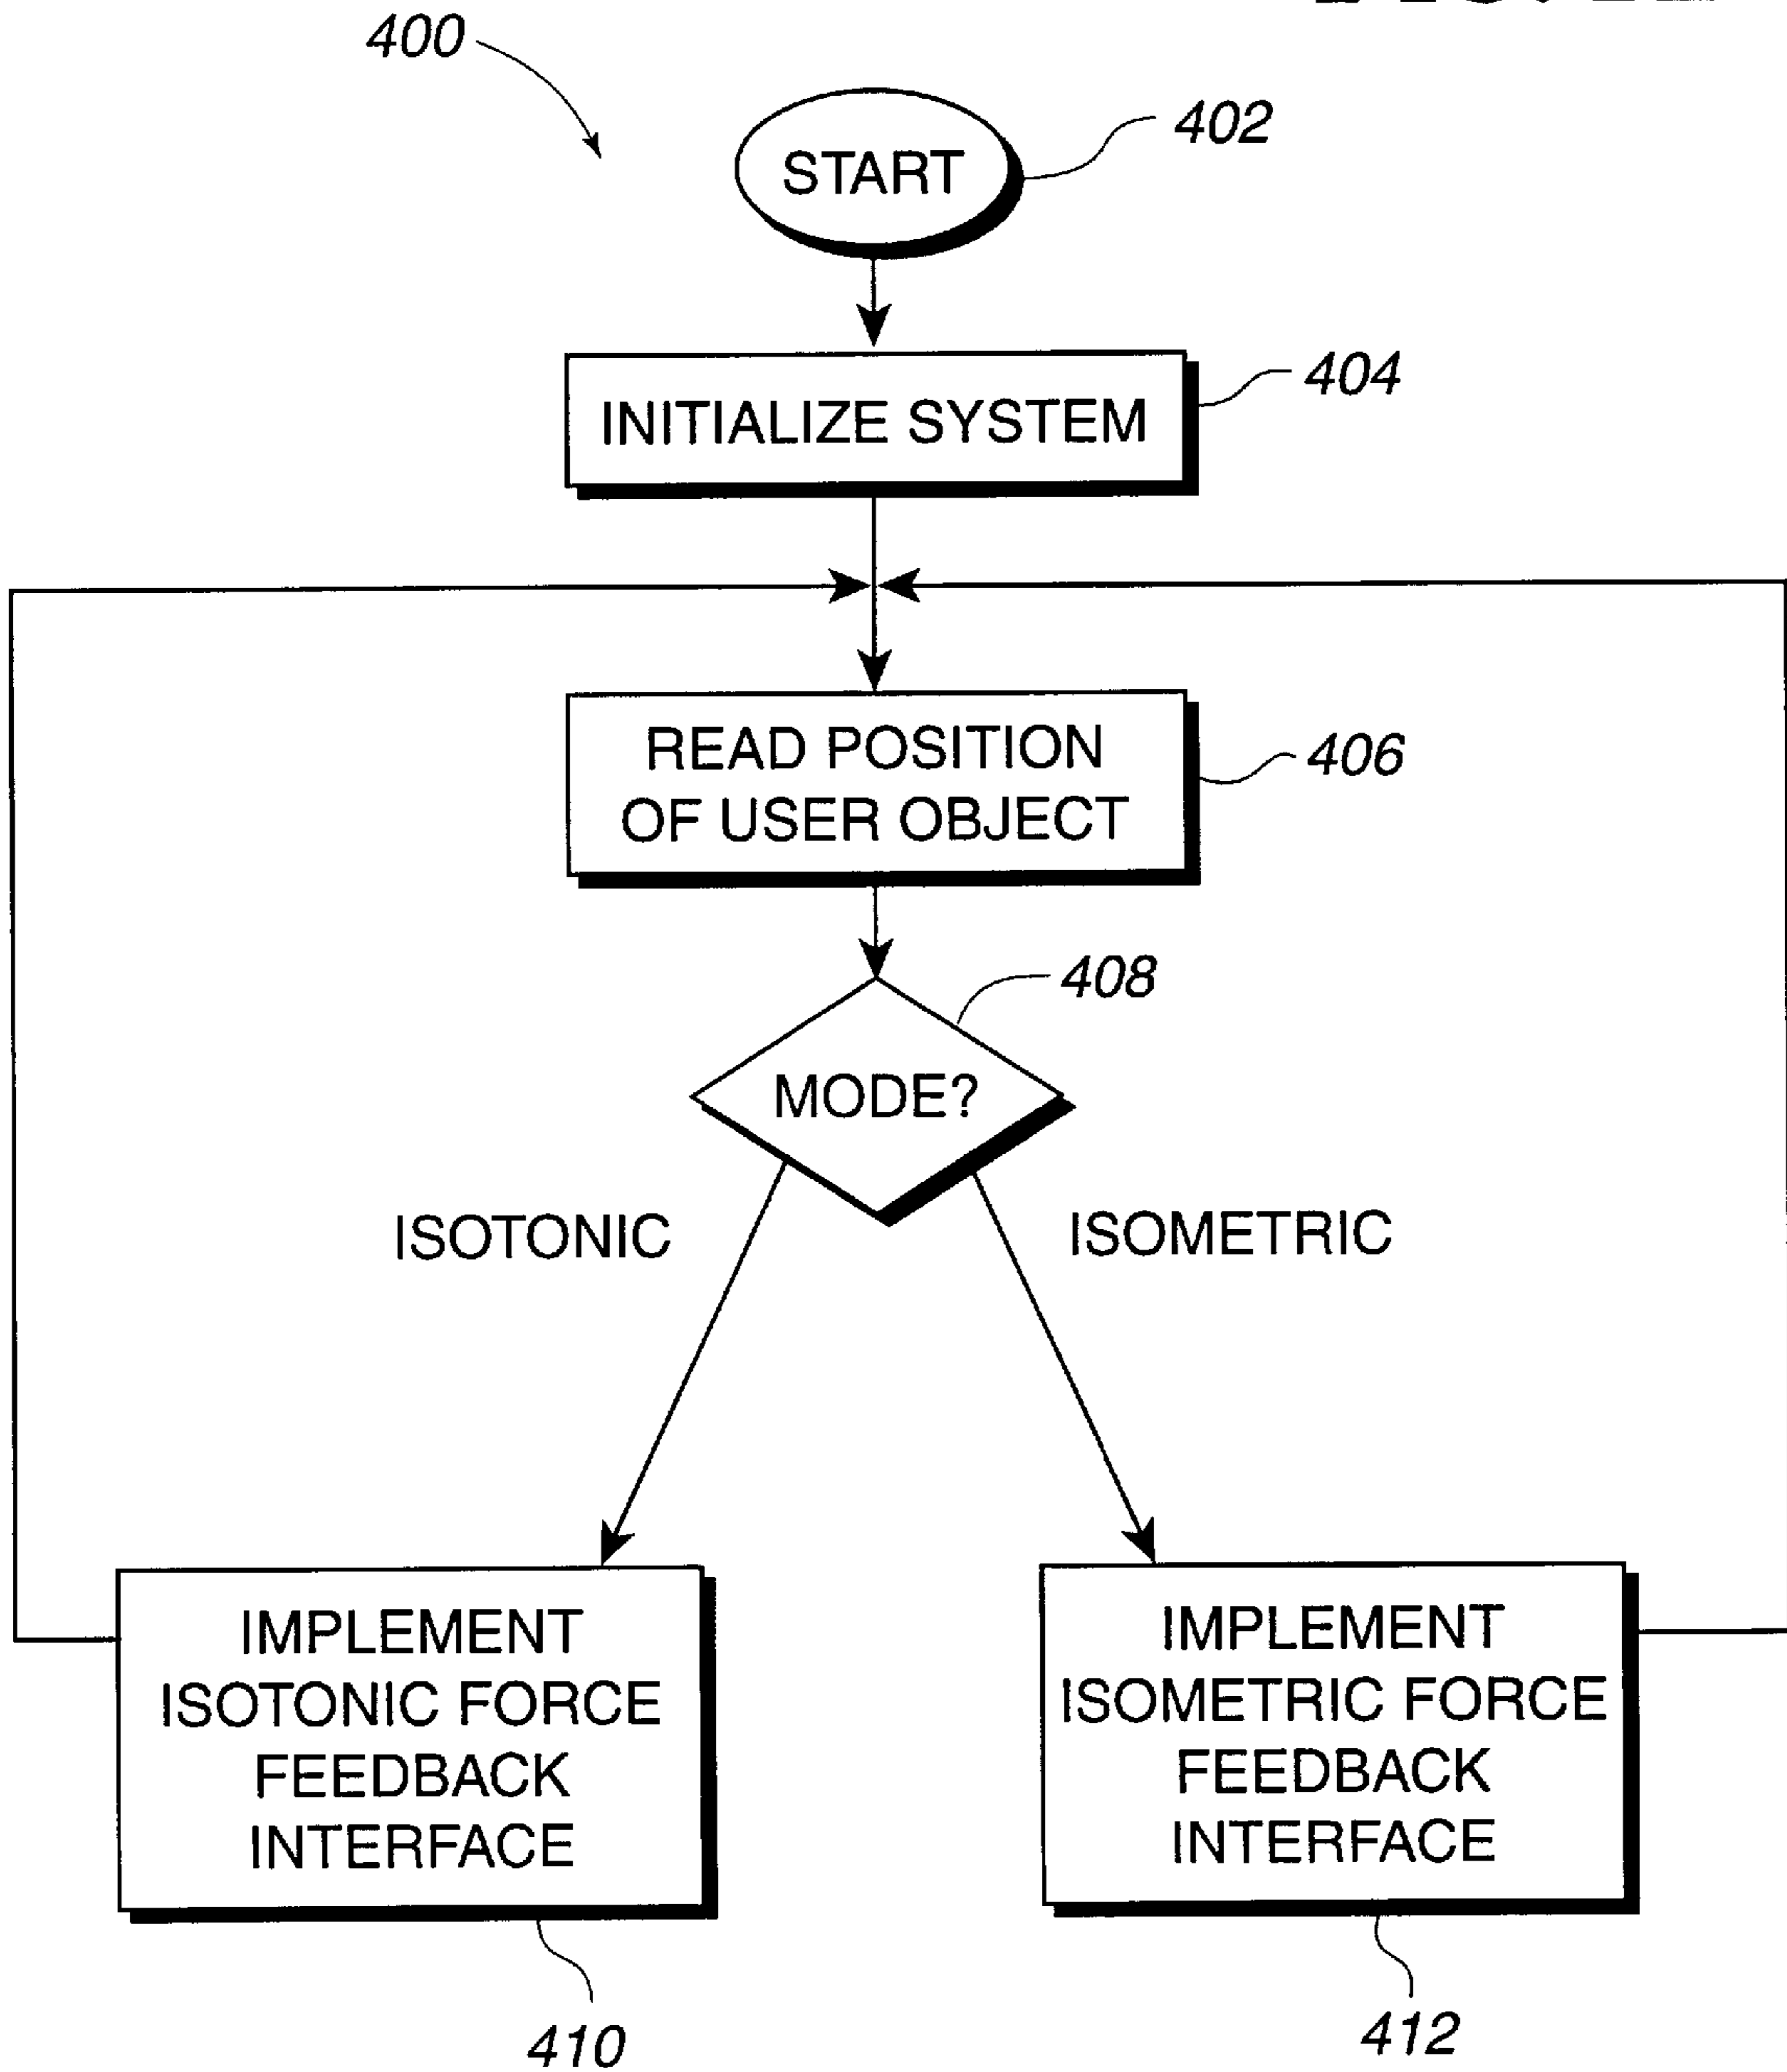 400
402
START
404
INITIALIZE SYSTEM
READ POSITION
OF USER OBJECT
406
408
MODE?
ISOTONIC
ISOMETRIC
IMPLEMENT
ISOTONIC FORCE
FEEDBACK
INTERFACE
IMPLEMENT
ISOMETRIC FORCE
FEEDBACK
INTERFACE
410
412